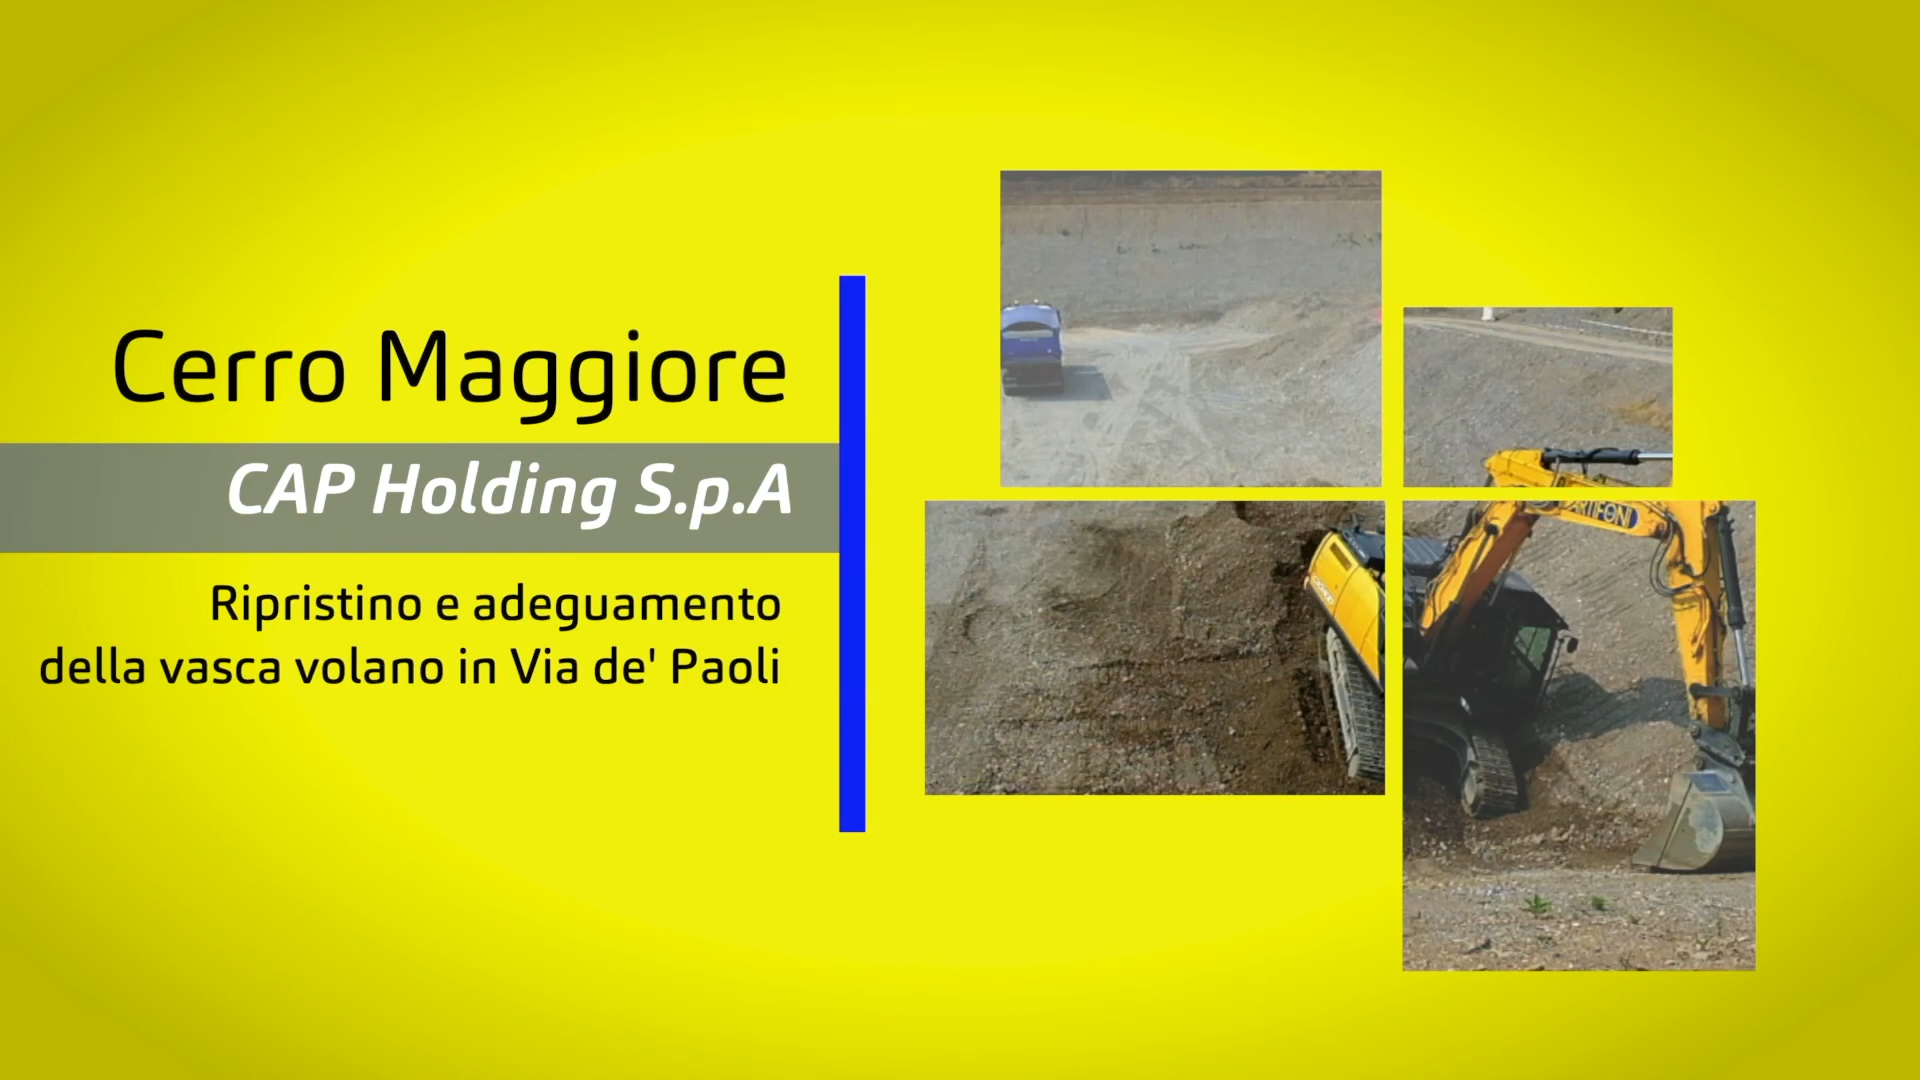 Cerro Maggiore
CAP Holding S.p.A
Ripristino e adeguamento
della vasca volano in Via de' Paoli